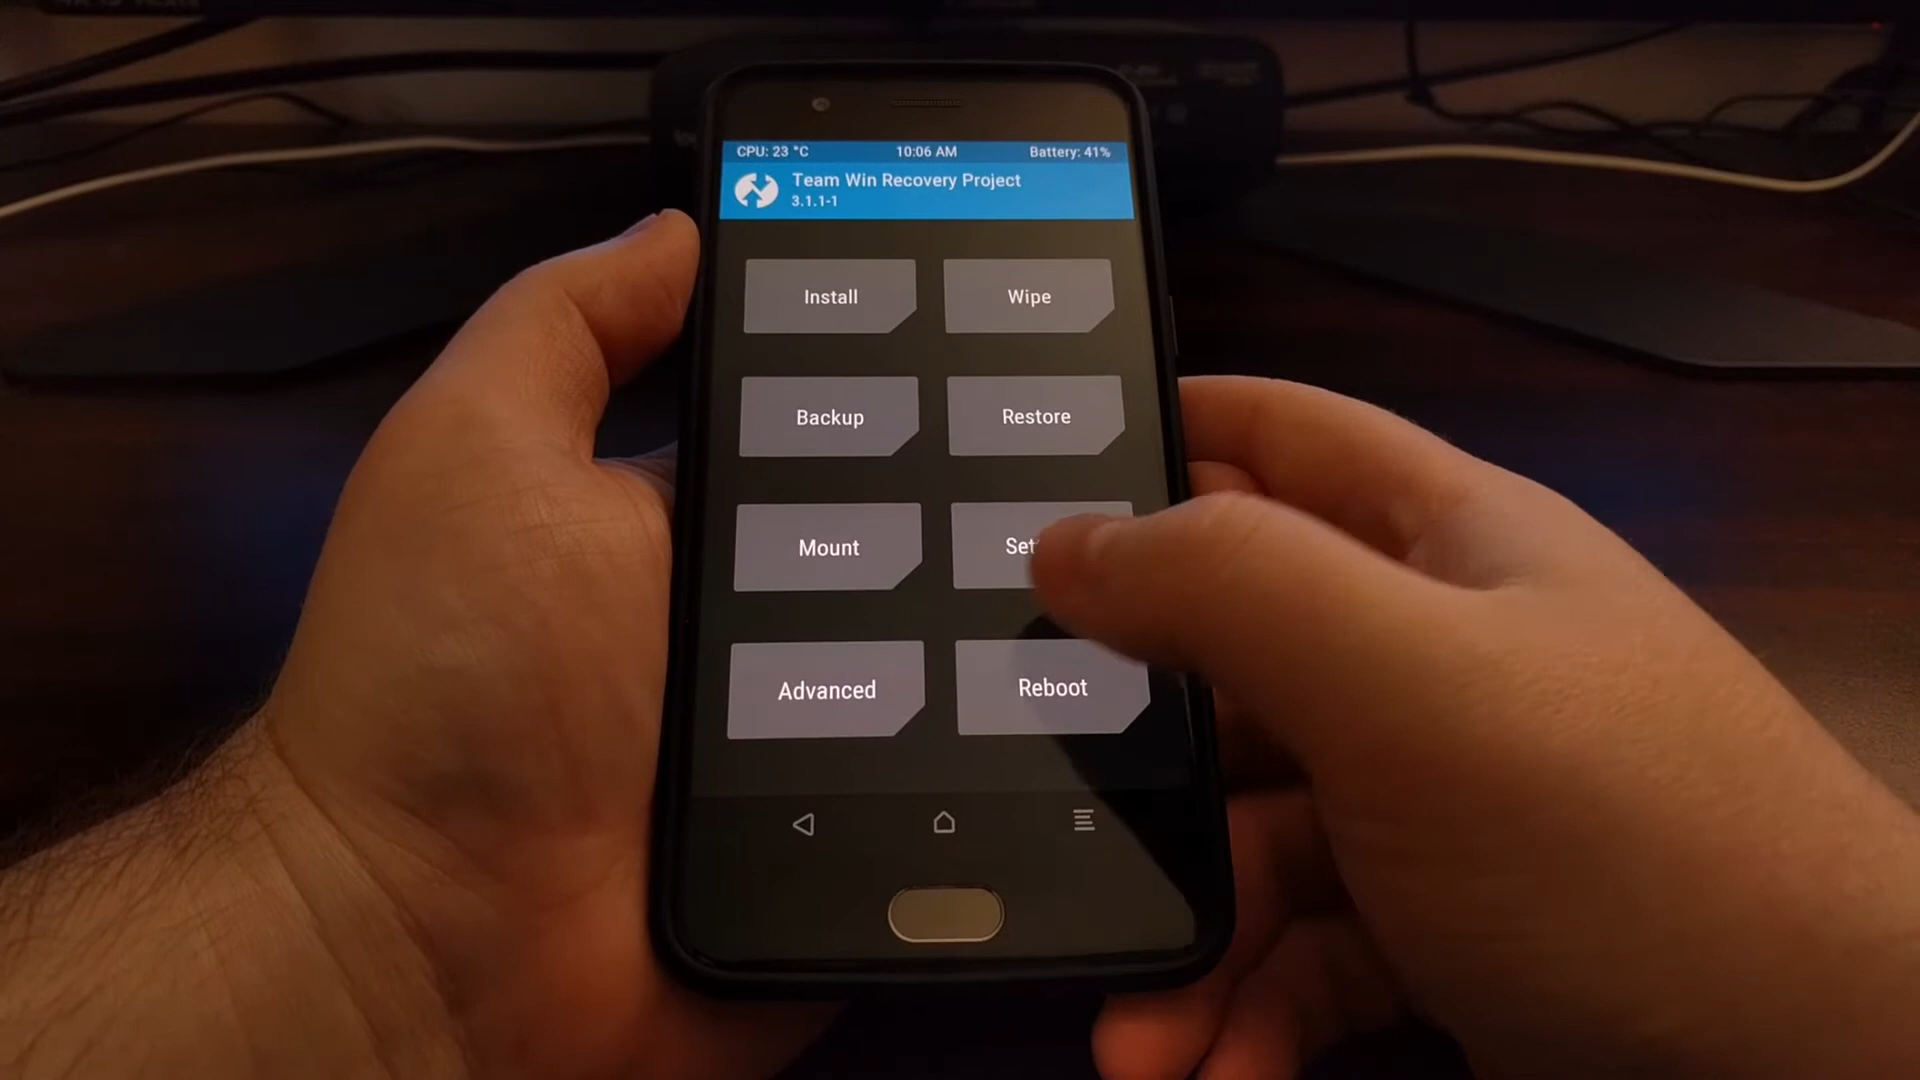 CPU: 23 °C 10:06 AM Battery: 41%
Team Win Recovery Project
3.1.1-1
Install Wipe
Backup Restore
Mount Set
Advanced Reboot